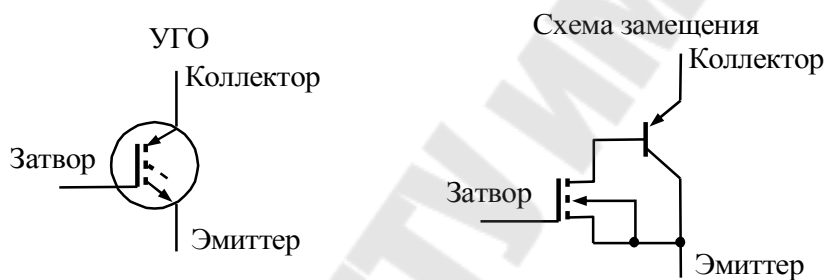 УГО
Коллектор
Затвор
Эмиттер
Схема замещения
Коллектор
Затвор
Эмиттер